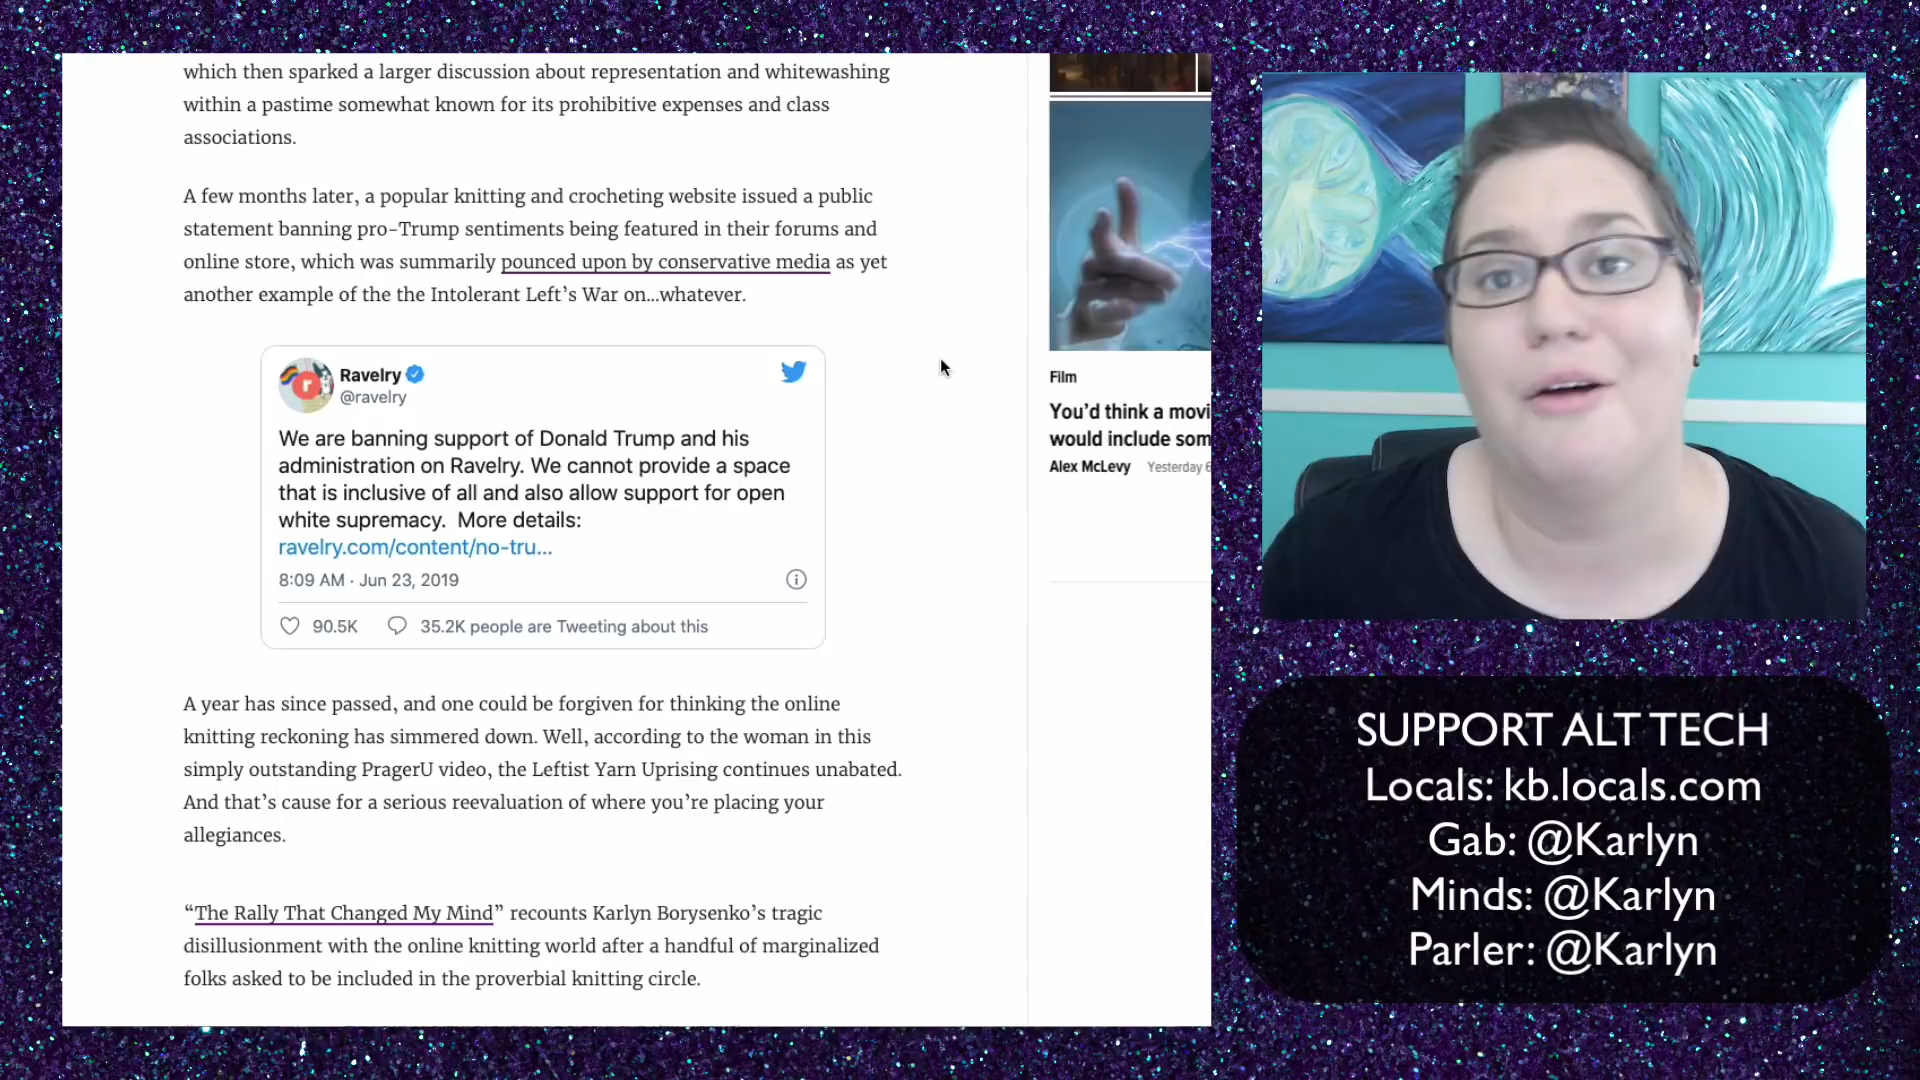 which then sparked a larger discussion about representation and whitewashing
within a pastime somewhat known for its prohibitive expenses and class
associations.
A few months later, a popular knitting and crocheting website issued a public
statement banning pro-Trump sentiments being featured in their forums and
online store, which was summarily pounced upon by conservative media as yet
another example of the the Intolerant Left's War on...whatever.
Ravelry
@ravelry
We are banning support of Donald Trump and his
administration on Ravelry. We cannot provide a space
that is inclusive of all and also allow support for open
white supremacy.  More details:
ravelry.com/content/no-tru...
8:09 AM · Jun 23, 2019
90.5K 35.2K people are Tweeting about this
A year has since passed, and one could be forgiven for thinking the online
knitting reckoning has simmered down. Well, according to the woman in this
simply outstanding PragerU video, the Leftist Yarn Uprising continues unabated.
And that's cause for a serious reevaluation of where you're placing your
allegiances.
“The Rally That Changed My Mind” recounts Karlyn Borysenko's tragic
disillusionment with the online knitting world after a handful of marginalized
folks asked to be included in the proverbial knitting circle.
Film
You'd think a movi
would include som
Alex McLevy Yesterday 6
SUPPORT ALT TECH
Locals: kb.locals.com
Gab: @Karlyn
Minds: @Karlyn
Parler: @Karlyn